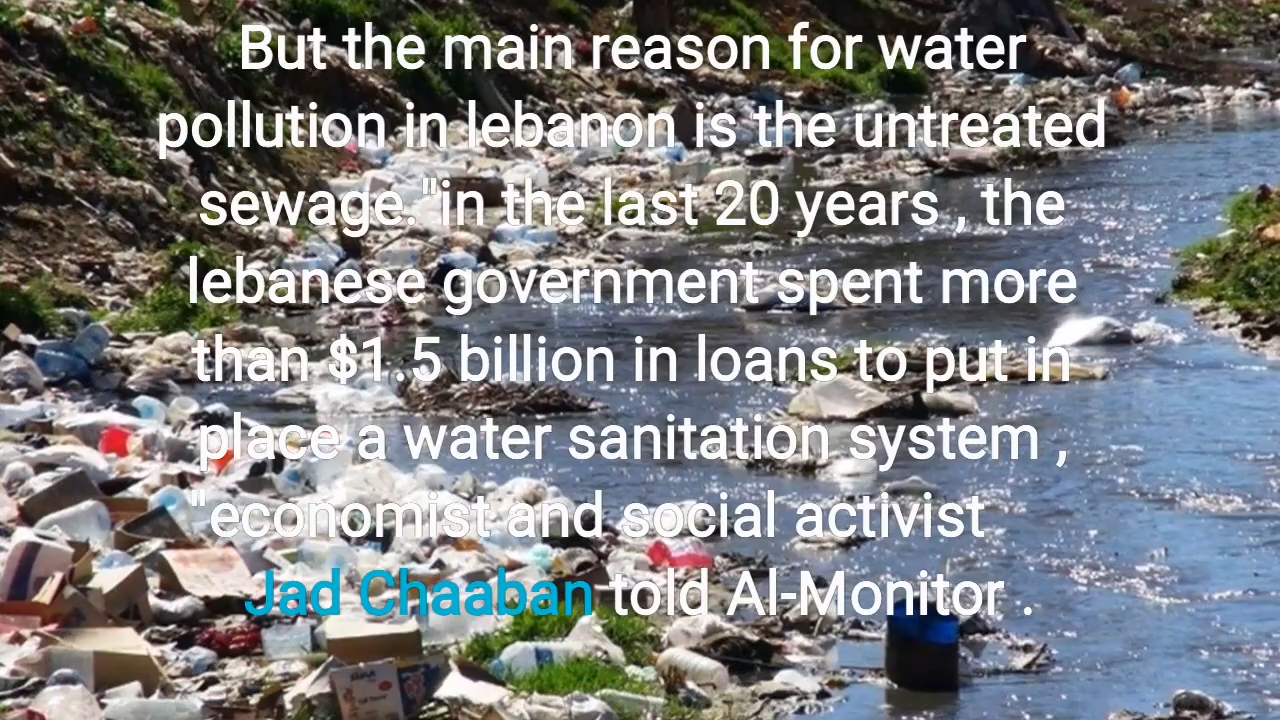 But the main reason for water
pollution in lebanon is the untreated
sewage."in the last 20 years , the
lebanese government spent more
than $1.5 billion in loans to put in
place a water sanitation system ,
"economist and social activist
Jad Chaaban told Al-Monitor .